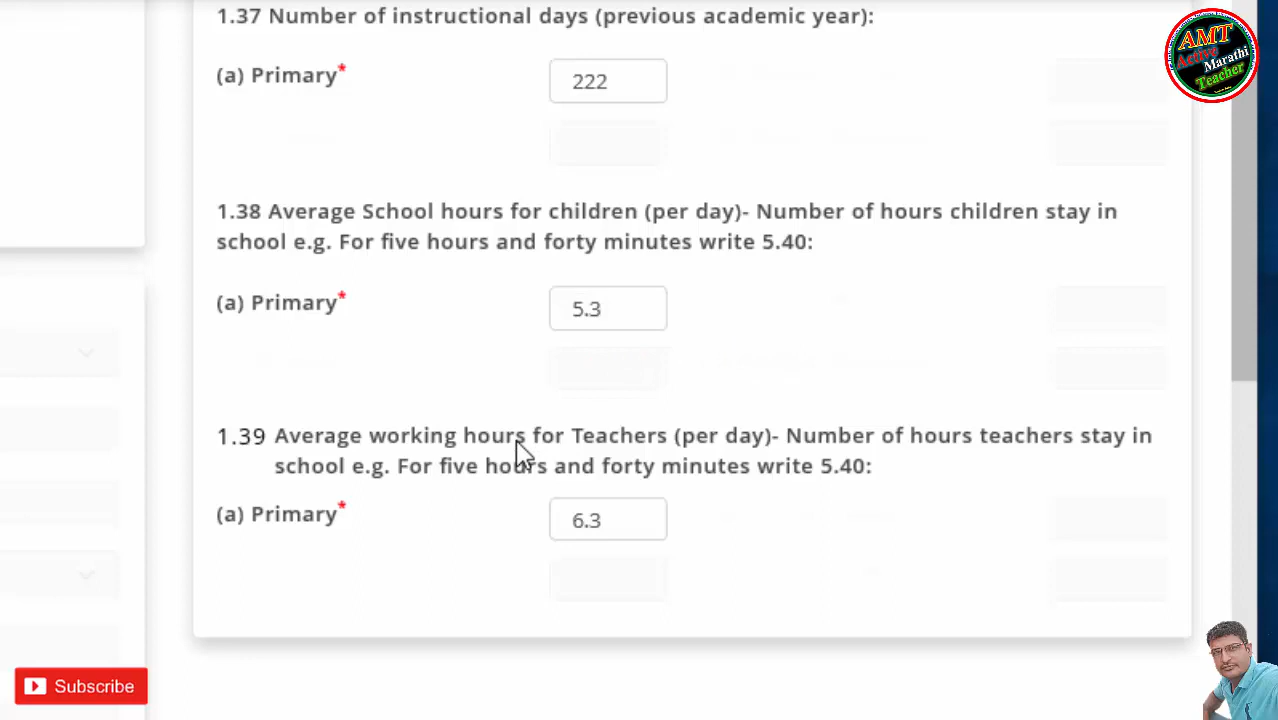 1.37 Number of instructional days (previous academic year):
(a) Primary*
222
1.38 Average School hours for children (per day)- Number of hours children stay in
school e.g. For five hours and forty minutes write 5.40:
(a) Primary*
5.3
1.39 Average working hours for Teachers (per day)- Number of hours teachers stay in
school e.g. For five hours and forty minutes write 5.40:
(a) Primary*
6.3
AMT
Active
Marathi
Teacher
Subscribe